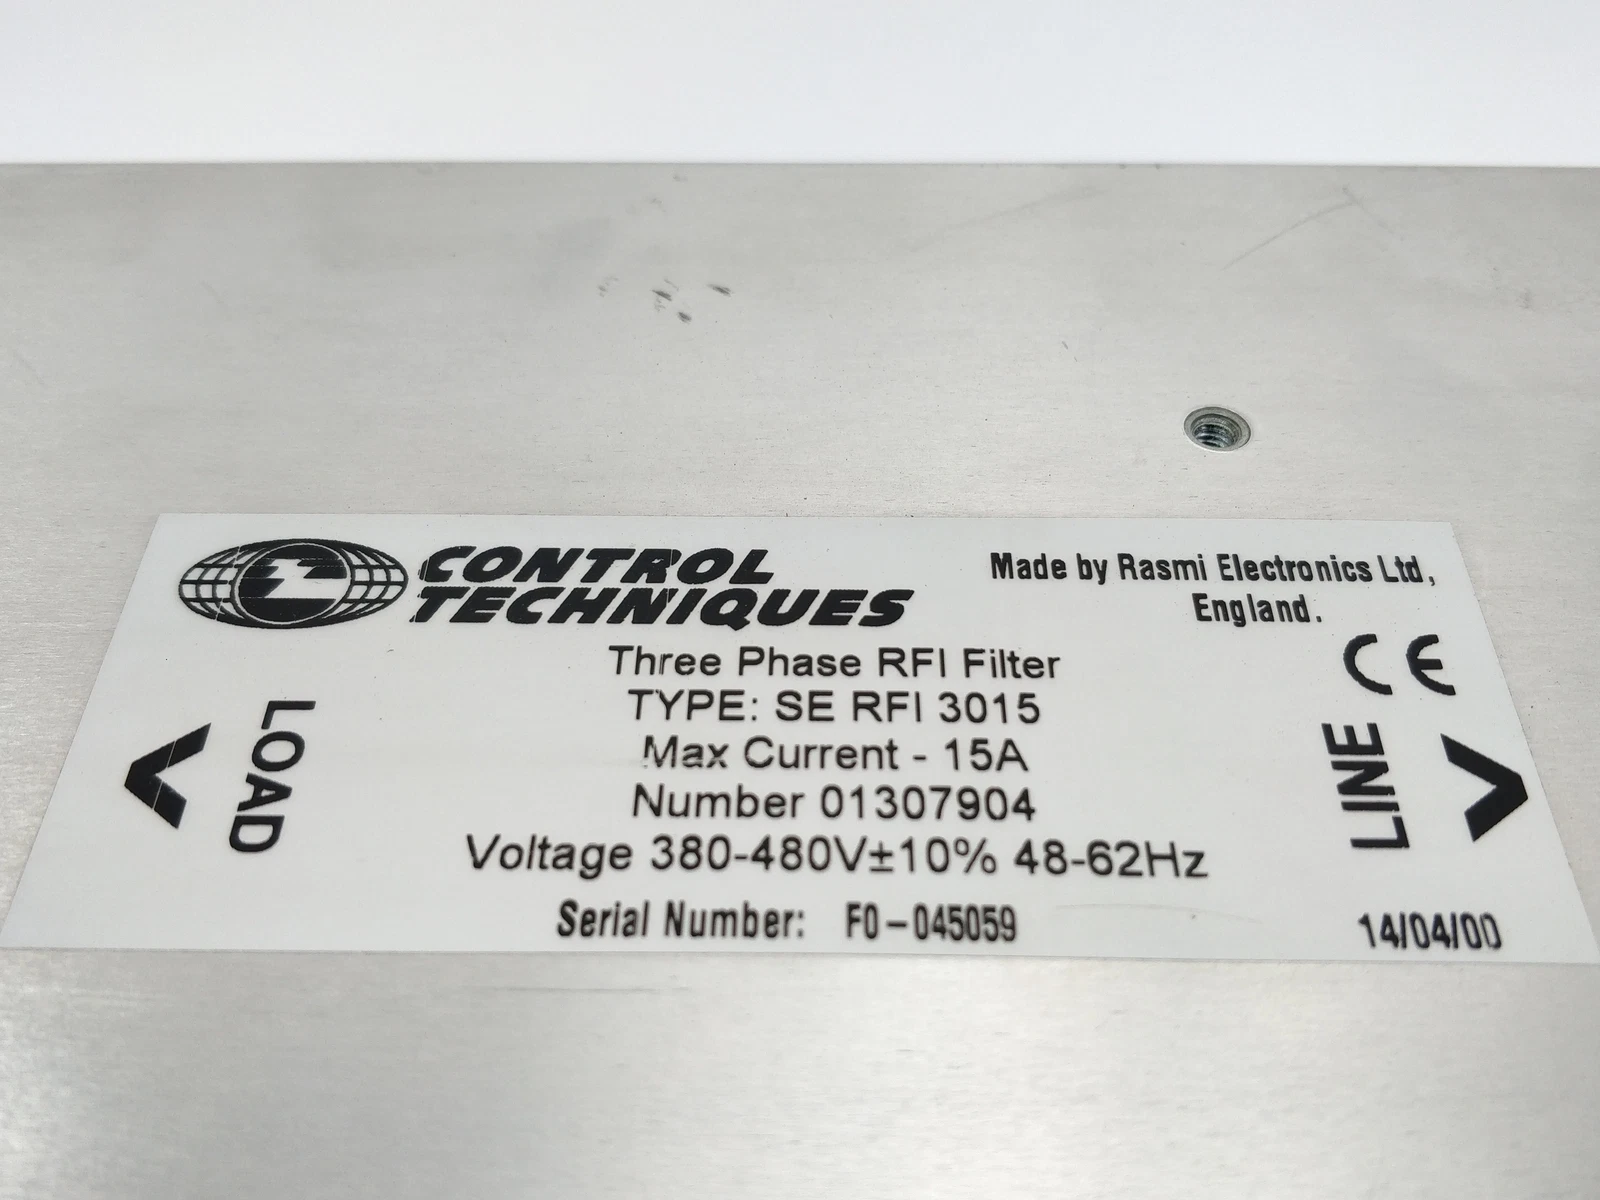 CONTROL
TECHNIQUES
Made by Rasmi Electronics Ltd,
England.
CE
Three Phase RFI Filter
TYPE: SE RFI 3015
Max Current - 15A
Number 01307904
Voltage 380-480V±10% 48-62Hz
LOAD
LINE
Serial Number: F0-045059
14/04/00